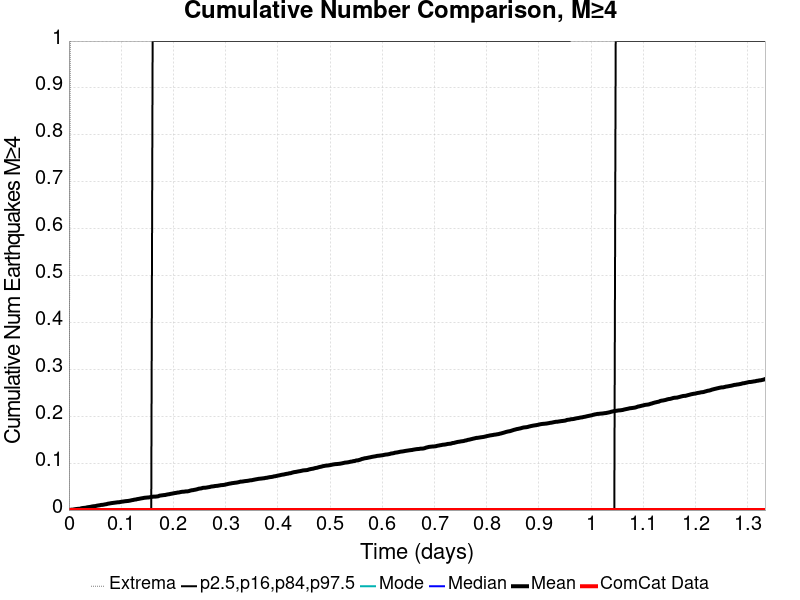 Cumulative Number Comparison, M≥4
Cumulative Num Earthquakes M≥4
1
0.9
0.8
0.7
0.6
0.5
0.4
0.3
0.2
0.1
0
0 0.1 0.2 0.3 0.4 0.5 0.6 0.7 0.8 0.9 1 1.1 1.2 1.3
Time (days)
Extrema p2.5,p16,p84,p97.5 Mode Median Mean ComCat Data